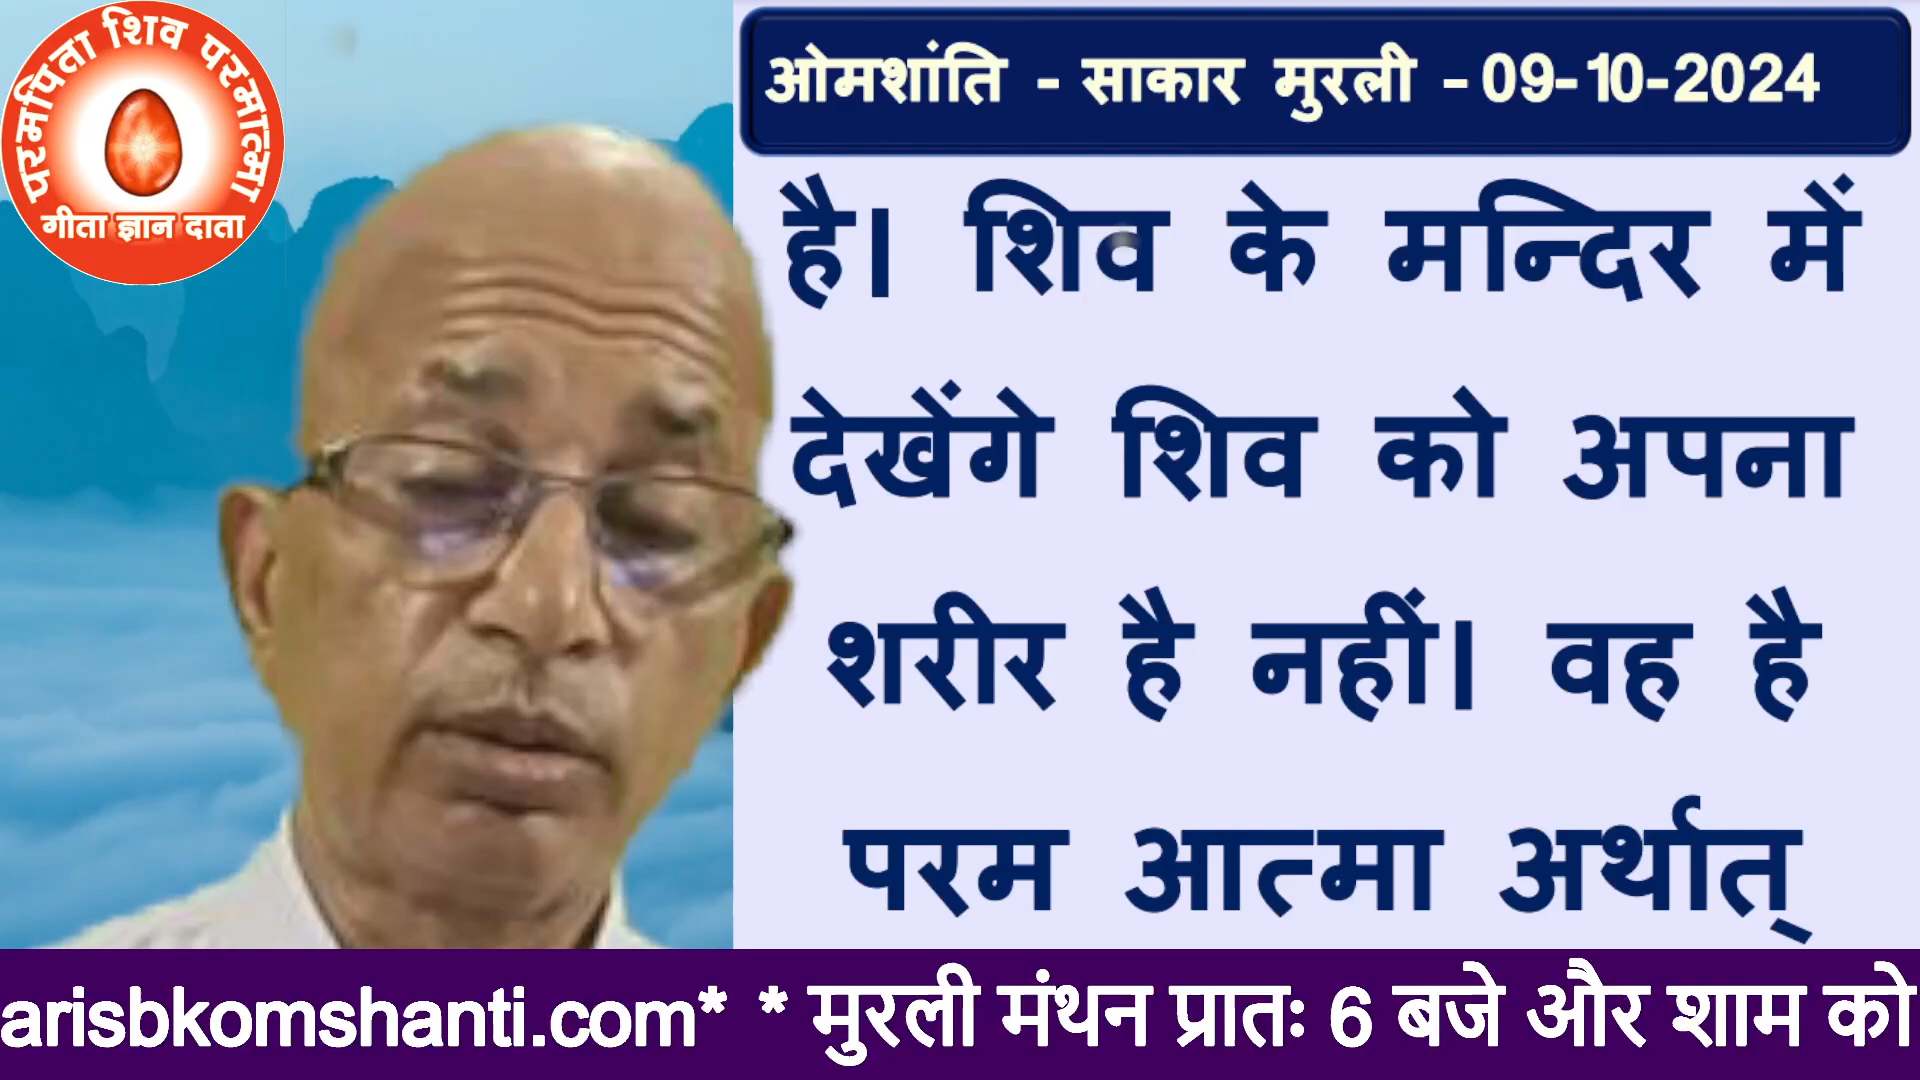 परमपिता शिव परमात्मा
गीता ज्ञान दाता
ओमशांति - साकार मुरली - 09-10-2024
है। शिव के मन्दिर में
देखेंगे शिव को अपना
शरीर है नहीं। वह है
परम आत्मा अर्थात्
arisbkomshanti.com* * मुरली मंथन प्रातः 6 बजे और शाम को